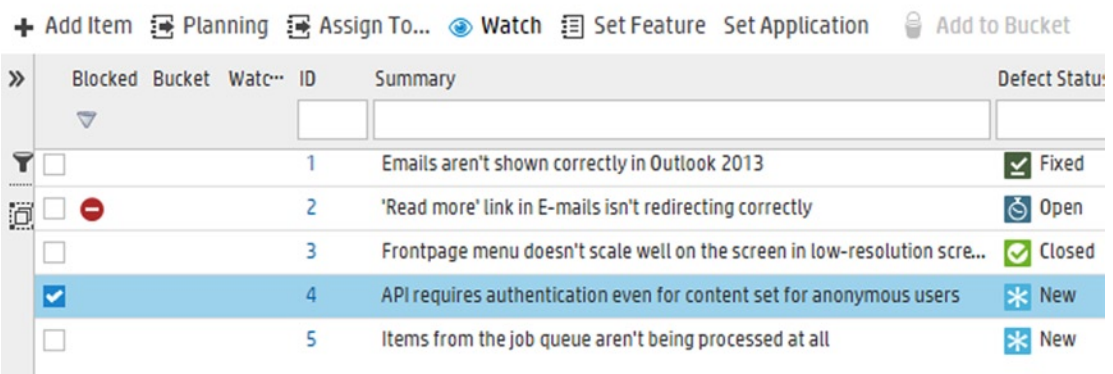 Add Item Planning Assign To... Watch Set Feature Set Application Add to Bucket
Blocked Bucket Watc... ID Summary Defect Statu
1 Emails aren't shown correctly in Outlook 2013 Fixed
2 'Read more' link in E-mails isn't redirecting correctly Open
3 Frontpage menu doesn't scale well on the screen in low-resolution scre... Closed
4 API requires authentication even for content set for anonymous users New
5 Items from the job queue aren't being processed at all New